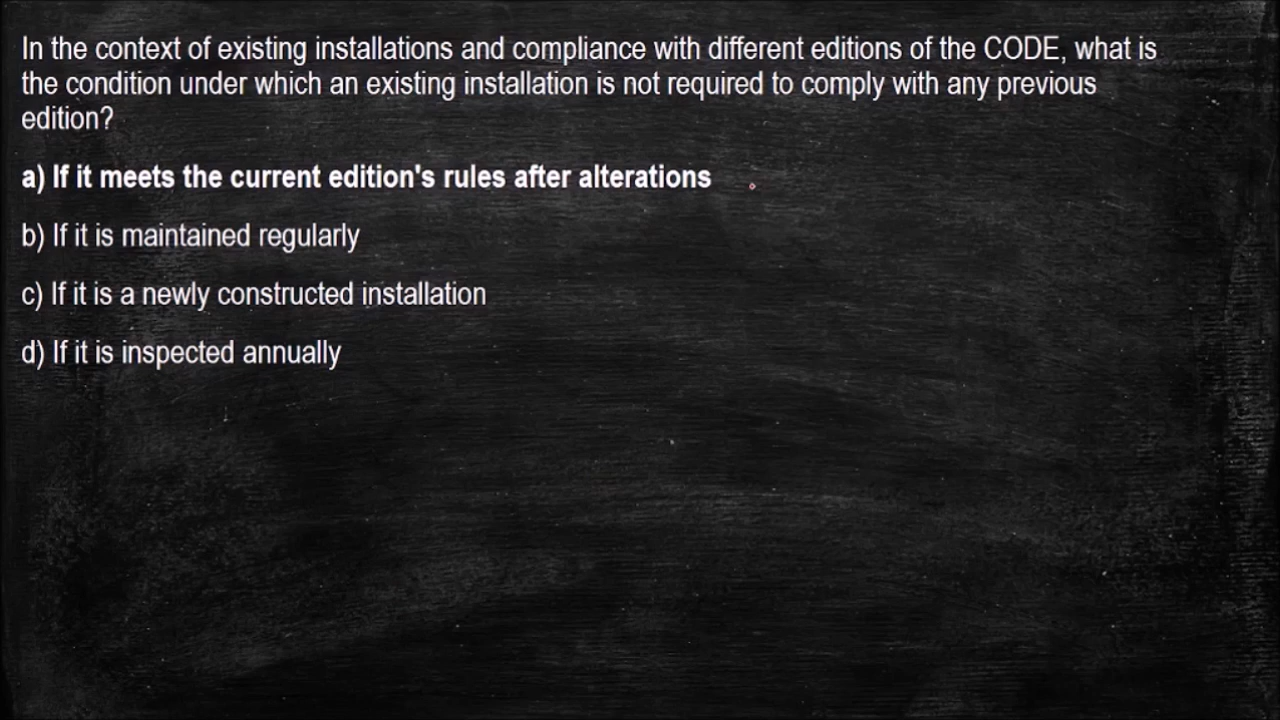 In the context of existing installations and compliance with different editions of the CODE, what is
the condition under which an existing installation is not required to comply with any previous
edition?
a) If it meets the current edition's rules after alterations
b) If it is maintained regularly
c) If it is a newly constructed installation
d) If it is inspected annually